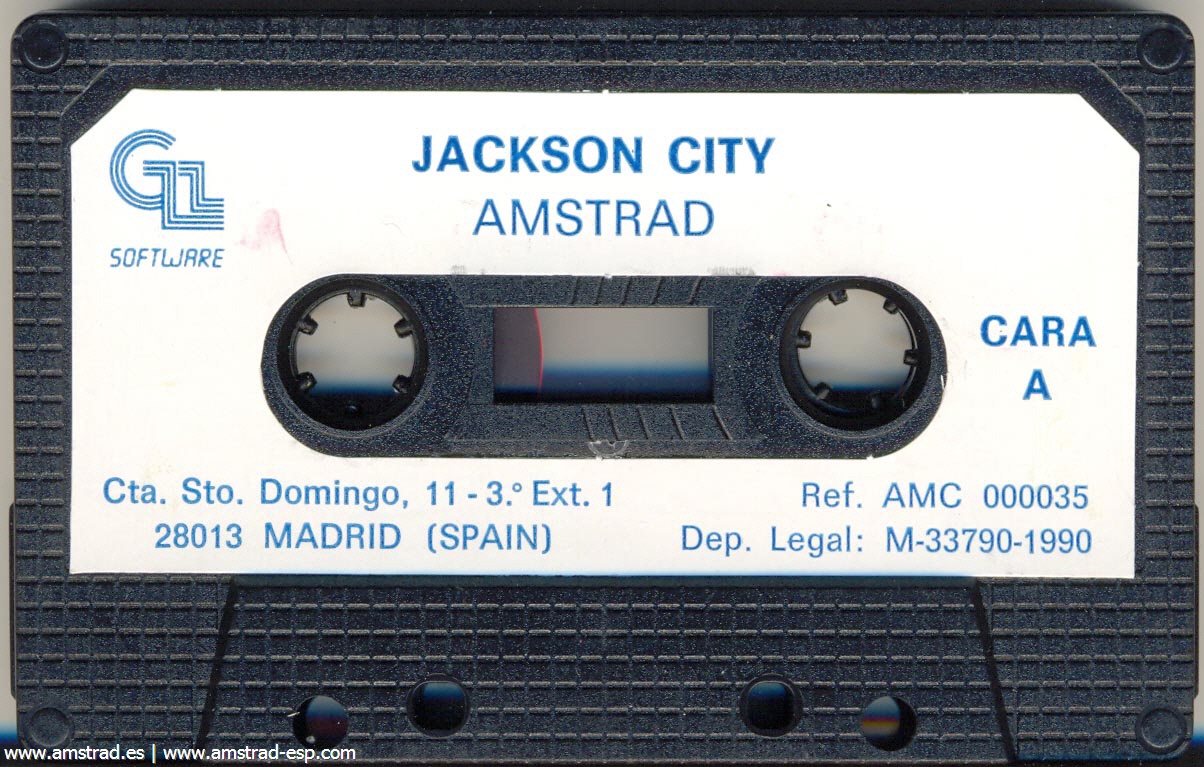 GLL
SOFTWARE
JACKSON CITY
AMSTRAD
CARA
A
Cta. Sto. Domingo, 11 - 3.º Ext. 1
28013 MADRID (SPAIN)
Ref. AMC 000035
Dep. Legal: M-33790-1990
www.amstrad.es | www.amstrad-esp.com